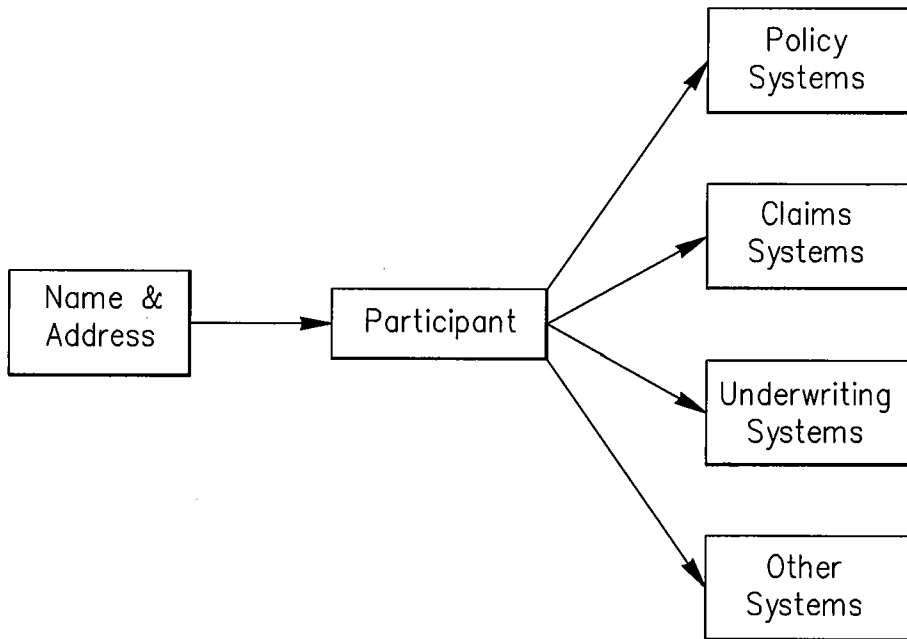 Name &
Address
Participant
Policy
Systems
Claims
Systems
Underwriting
Systems
Other
Systems